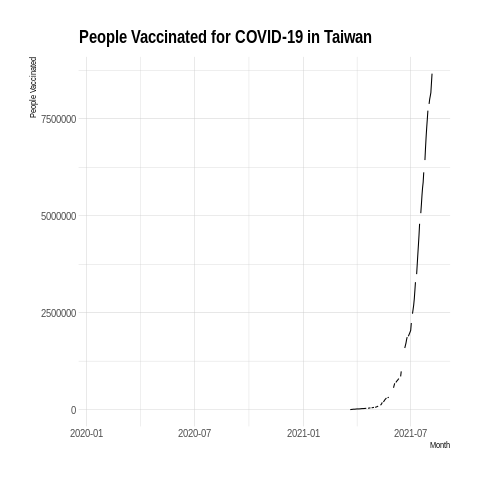 People Vaccinated for COVID-19 in Taiwan
People Vaccinated
7500000
5000000
2500000
0
2020-01 2020-07 2021-01 2021-07
Month